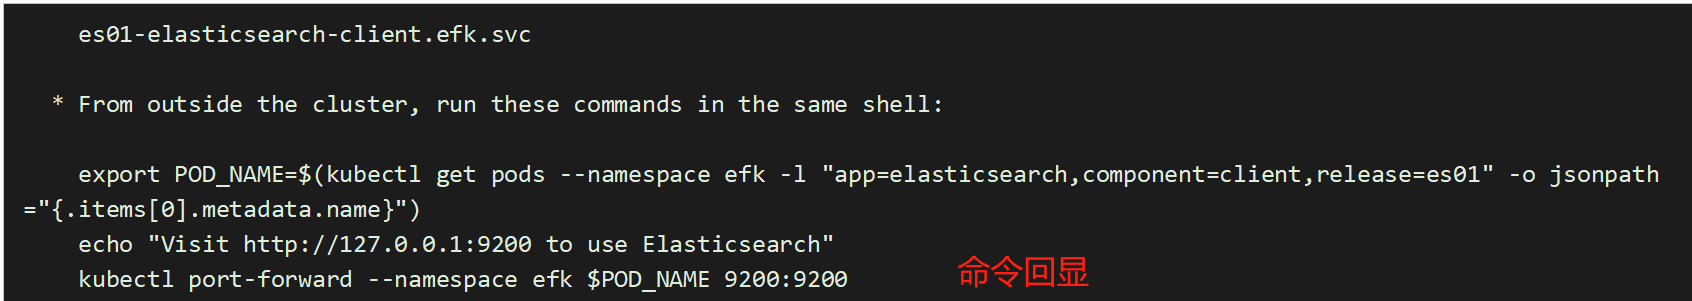 es01-elasticsearch-client.efk.svc
* From outside the cluster, run these commands in the same shell:
export POD_NAME=$(kubectl get pods --namespace efk -l "app=elasticsearch,component=client,release=es01" -o jsonpath
="{.items[0].metadata.name}")
echo "Visit http://127.0.0.1:9200 to use Elasticsearch"
kubectl port-forward --namespace efk $POD_NAME 9200:9200
命令回显